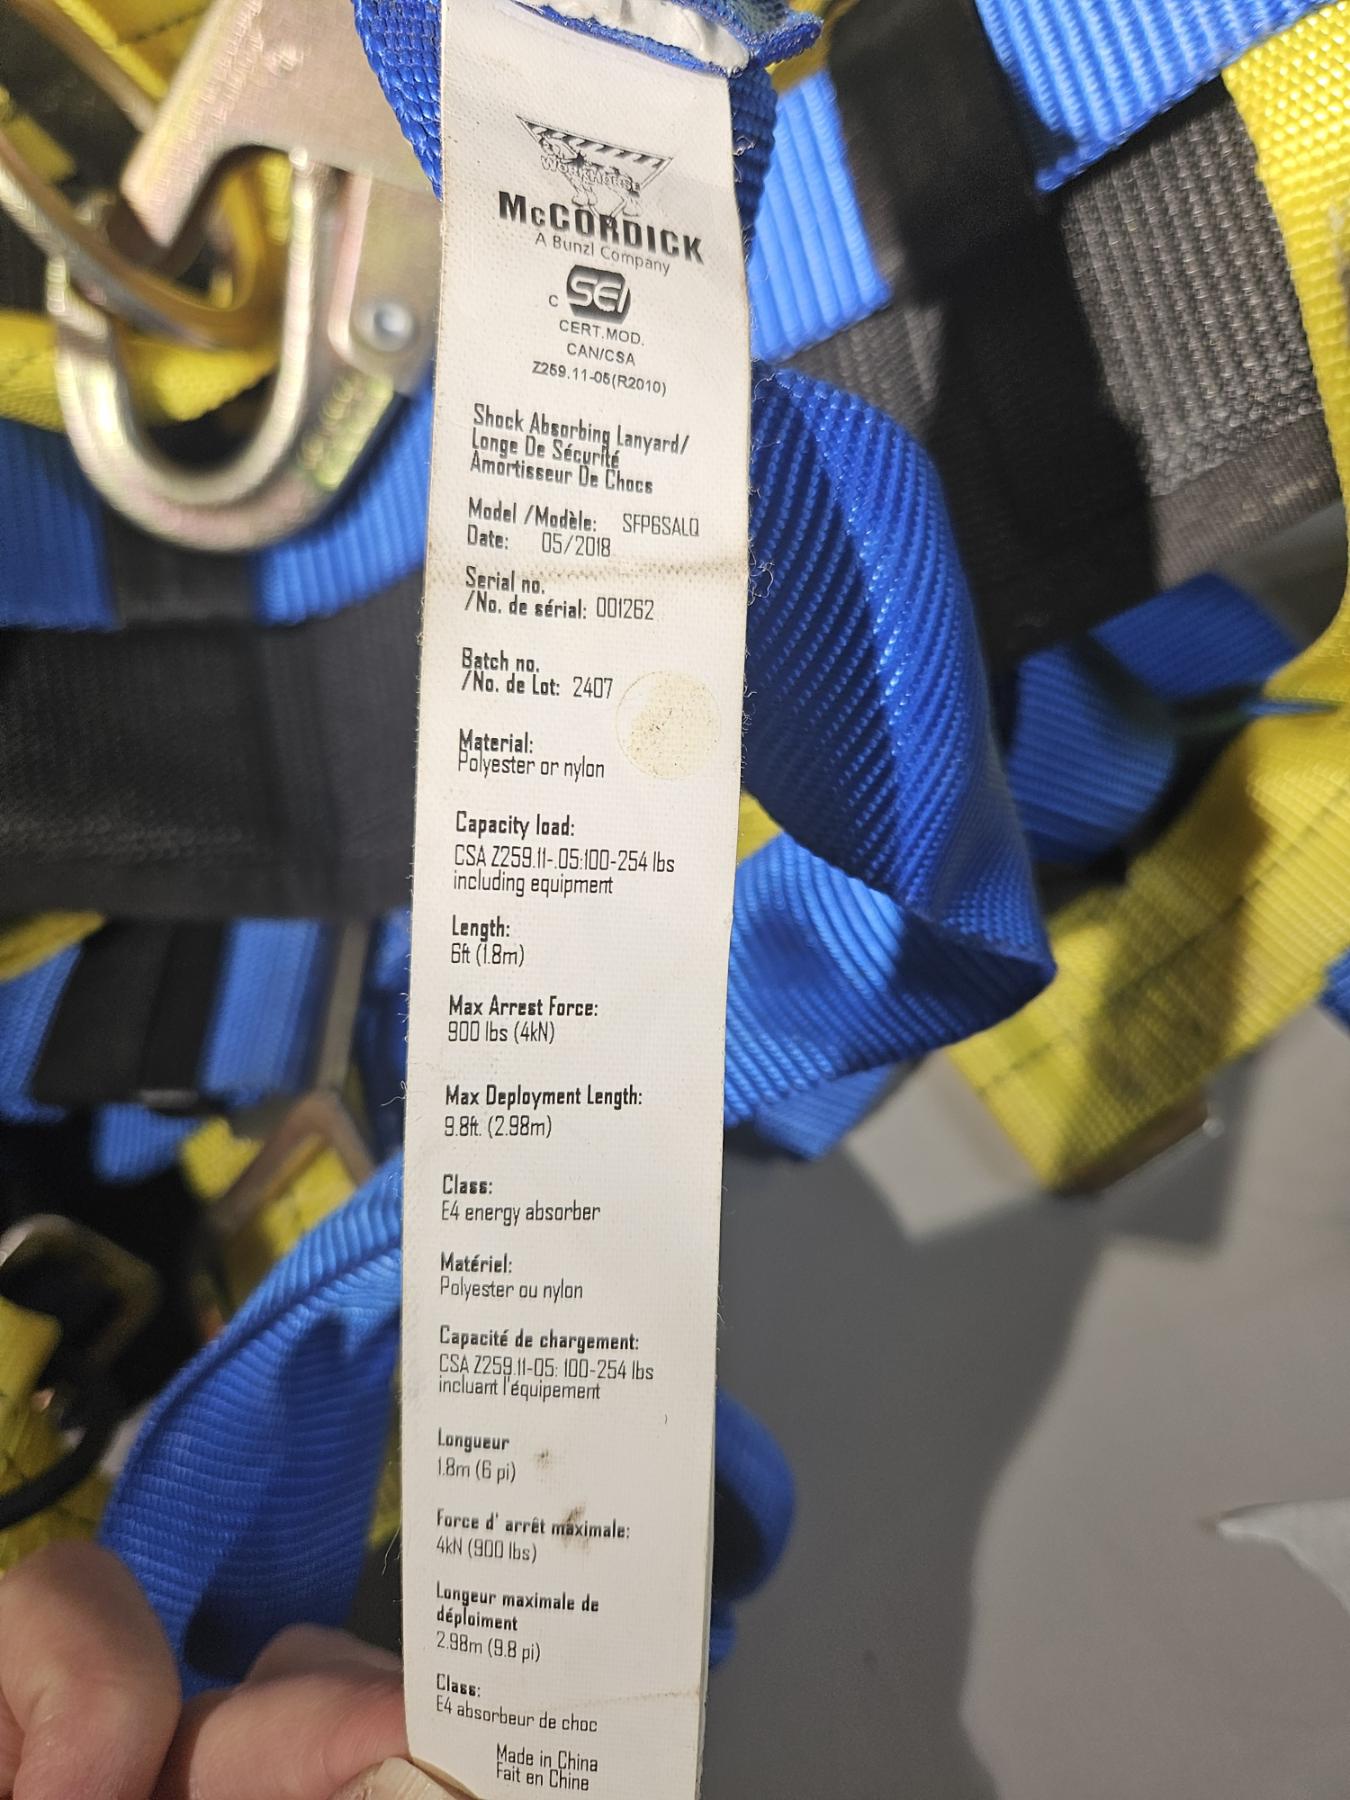 WORKHORSE
McCORDICK
A Bunzl Company
C SEI
CERT.MOD.
CAN/CSA
Z259.11-05(R2010)
Shock Absorbing Lanyard/
Longe De Sécurité
Amortisseur De Chocs
Model /Modèle: SFP6SALQ
Date: 05/2018
Serial no.
/No. de sérial: 001262
Batch no.
/No. de Lot: 2407
Material:
Polyester or nylon
Capacity load:
CSA Z259.11-.05:100-254 lbs
including equipment
Length:
6ft (1.8m)
Max Arrest Force:
900 lbs (4kN)
Max Deployment Length:
9.8ft. (2.98m)
Class:
E4 energy absorber
Matériel:
Polyester ou nylon
Capacité de chargement:
CSA Z259.11-05: 100-254 lbs
incluant l'équipement
Longueur
1.8m (6 pi)
Force d' arrêt maximale:
4kN (900 lbs)
Longeur maximale de
déploiment
2.98m (9.8 pi)
Class:
E4 absorbeur de choc
Made in China
Fait en Chine